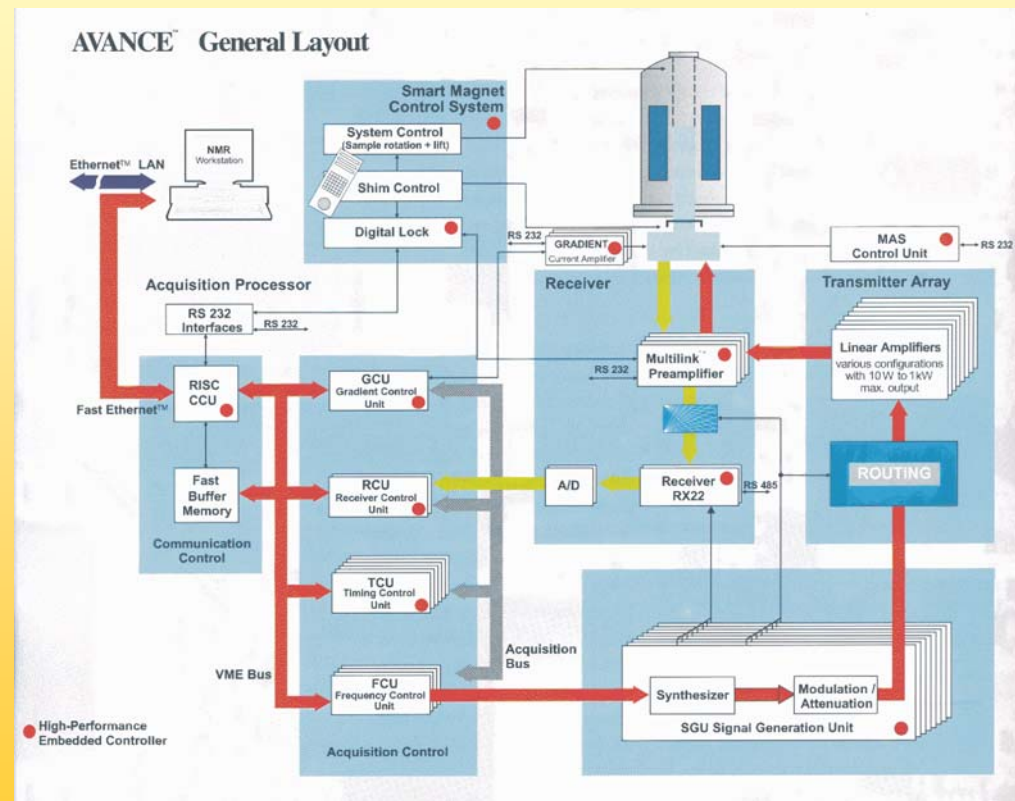 AVANCE™ General Layout
Smart Magnet
Control System
System Control
(Sample rotation + lift)
Shim Control
Digital Lock
NMR
Workstation
Ethernet™ LAN
RS 232
GRADIENT
Current Amplifier
MAS
Control Unit
RS 232
Acquisition Processor
RS 232
Interfaces
RS 232
Receiver
Transmitter Array
Multilink™
Preamplifier
RS 232
Linear Amplifiers
various configurations
with 10 W to 1kW
max. output
Fast Ethernet™
RISC
CCU
GCU
Gradient Control
Unit
ROUTING
Fast
Buffer
Memory
RCU
Receiver Control
Unit
A/D
Receiver
RX22
RS 485
Communication
Control
TCU
Timing Control
Unit
Acquisition
Bus
VME Bus
FCU
Frequency Control
Unit
Synthesizer
Modulation /
Attenuation
SGU Signal Generation Unit
High-Performance
Embedded Controller
Acquisition Control